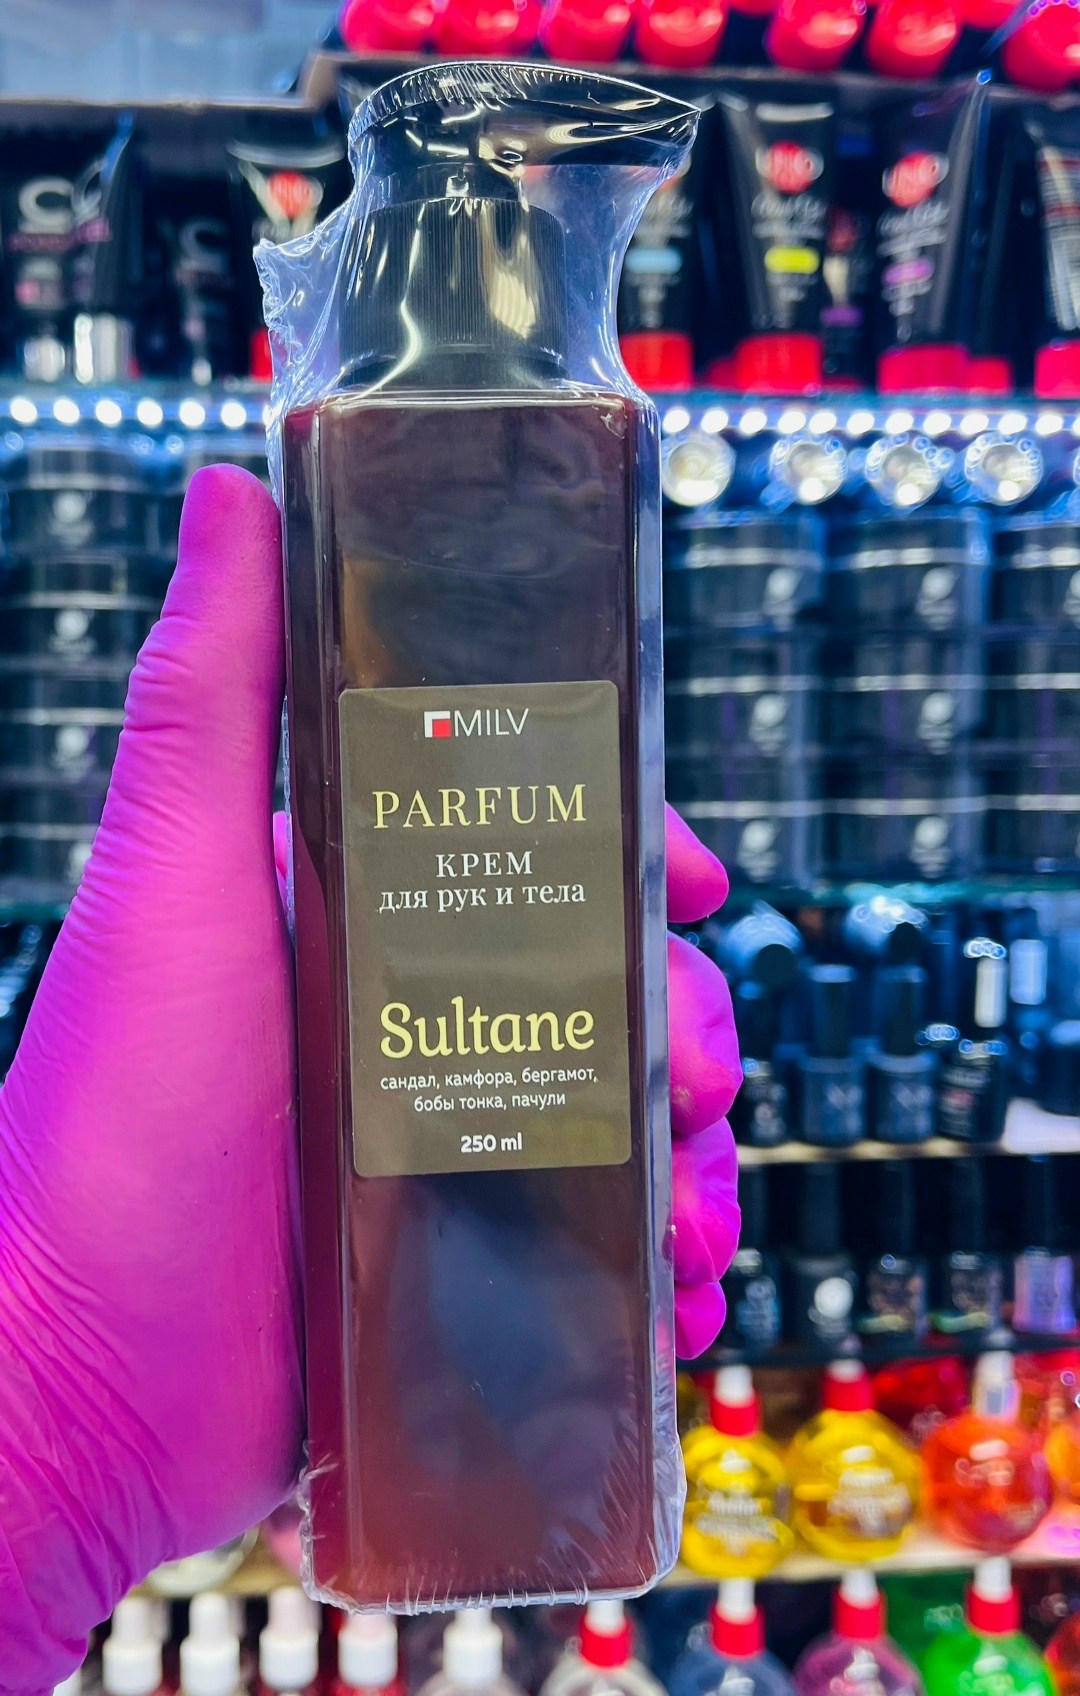 MILV
PARFUM
КРЕМ
для рук и тела
Sultane
сандал, камфора, бергамот,
бобы тонка, пачули
250 ml